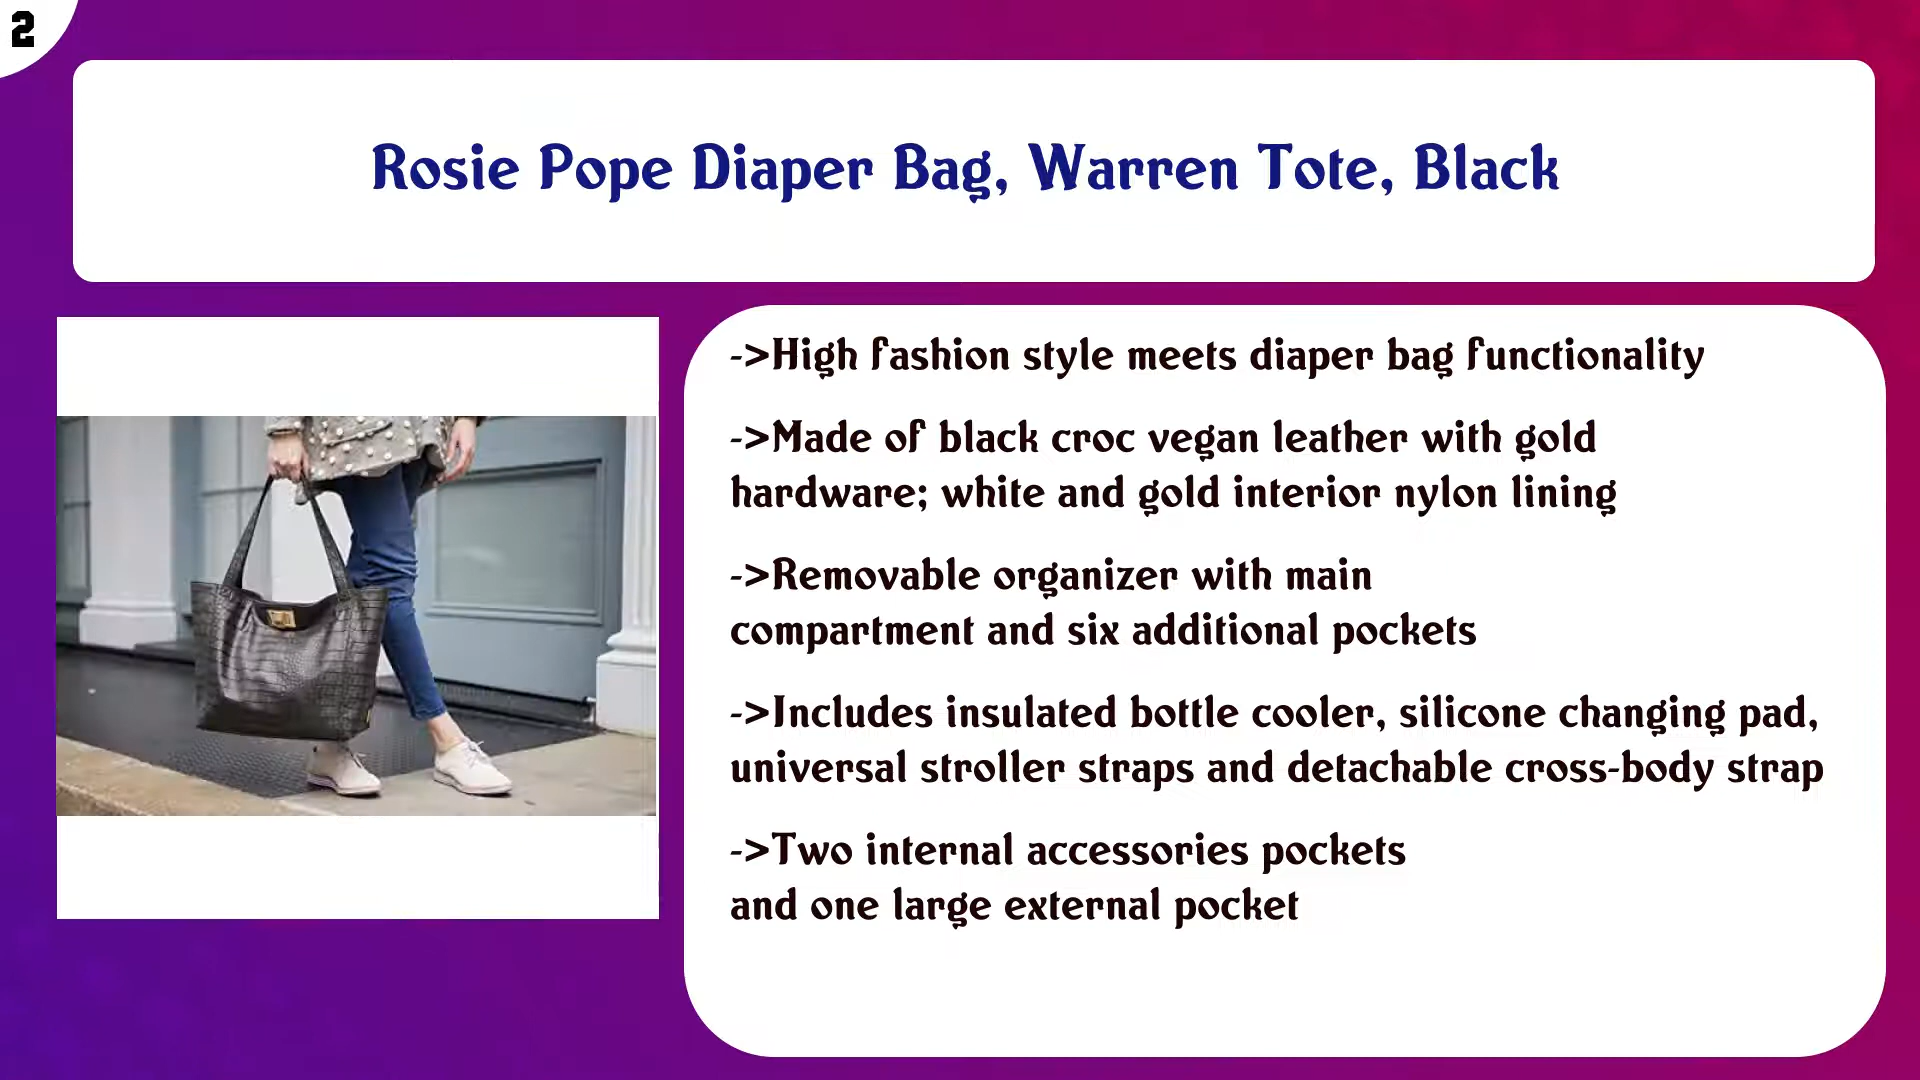 2
Rosie Pope Diaper Bag, Warren Tote, Black
->High fashion style meets diaper bag functionality
->Made of black croc vegan leather with gold
hardware; white and gold interior nylon lining
->Removable organizer with main
compartment and six additional pockets
->Includes insulated bottle cooler, silicone changing pad,
universal stroller straps and detachable cross-body strap
->Two internal accessories pockets
and one large external pocket